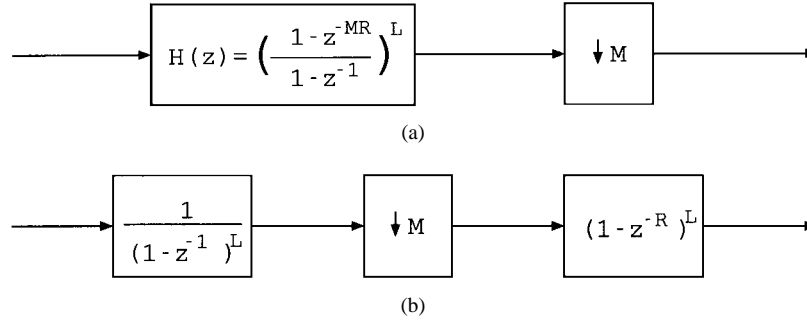 H(z) = ( (1-z^-MR) / (1-z^-1) )^L
↓ M
(a)
1 / (1-z^-1 )^L
↓ M
(1-z^-R )^L
(b)